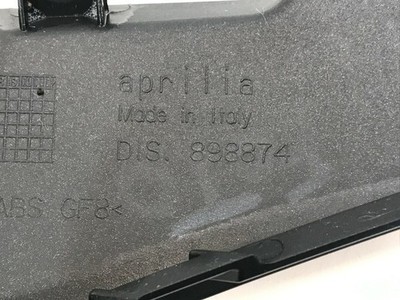 aprilia
Made in Italy
DIS. 898874
ABS GF8<